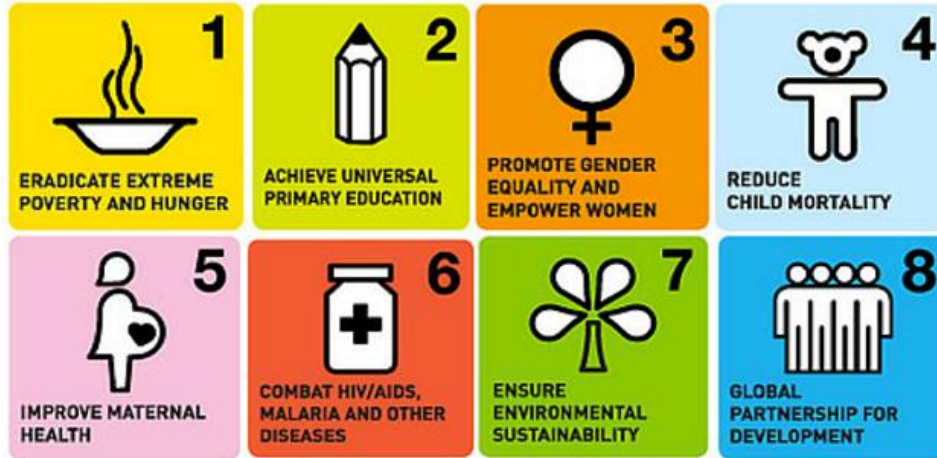 1
ERADICATE EXTREME
POVERTY AND HUNGER
2
ACHIEVE UNIVERSAL
PRIMARY EDUCATION
3
PROMOTE GENDER
EQUALITY AND
EMPOWER WOMEN
4
REDUCE
CHILD MORTALITY
5
IMPROVE MATERNAL
HEALTH
6
COMBAT HIV/AIDS,
MALARIA AND OTHER
DISEASES
7
ENSURE
ENVIRONMENTAL
SUSTAINABILITY
8
GLOBAL
PARTNERSHIP FOR
DEVELOPMENT